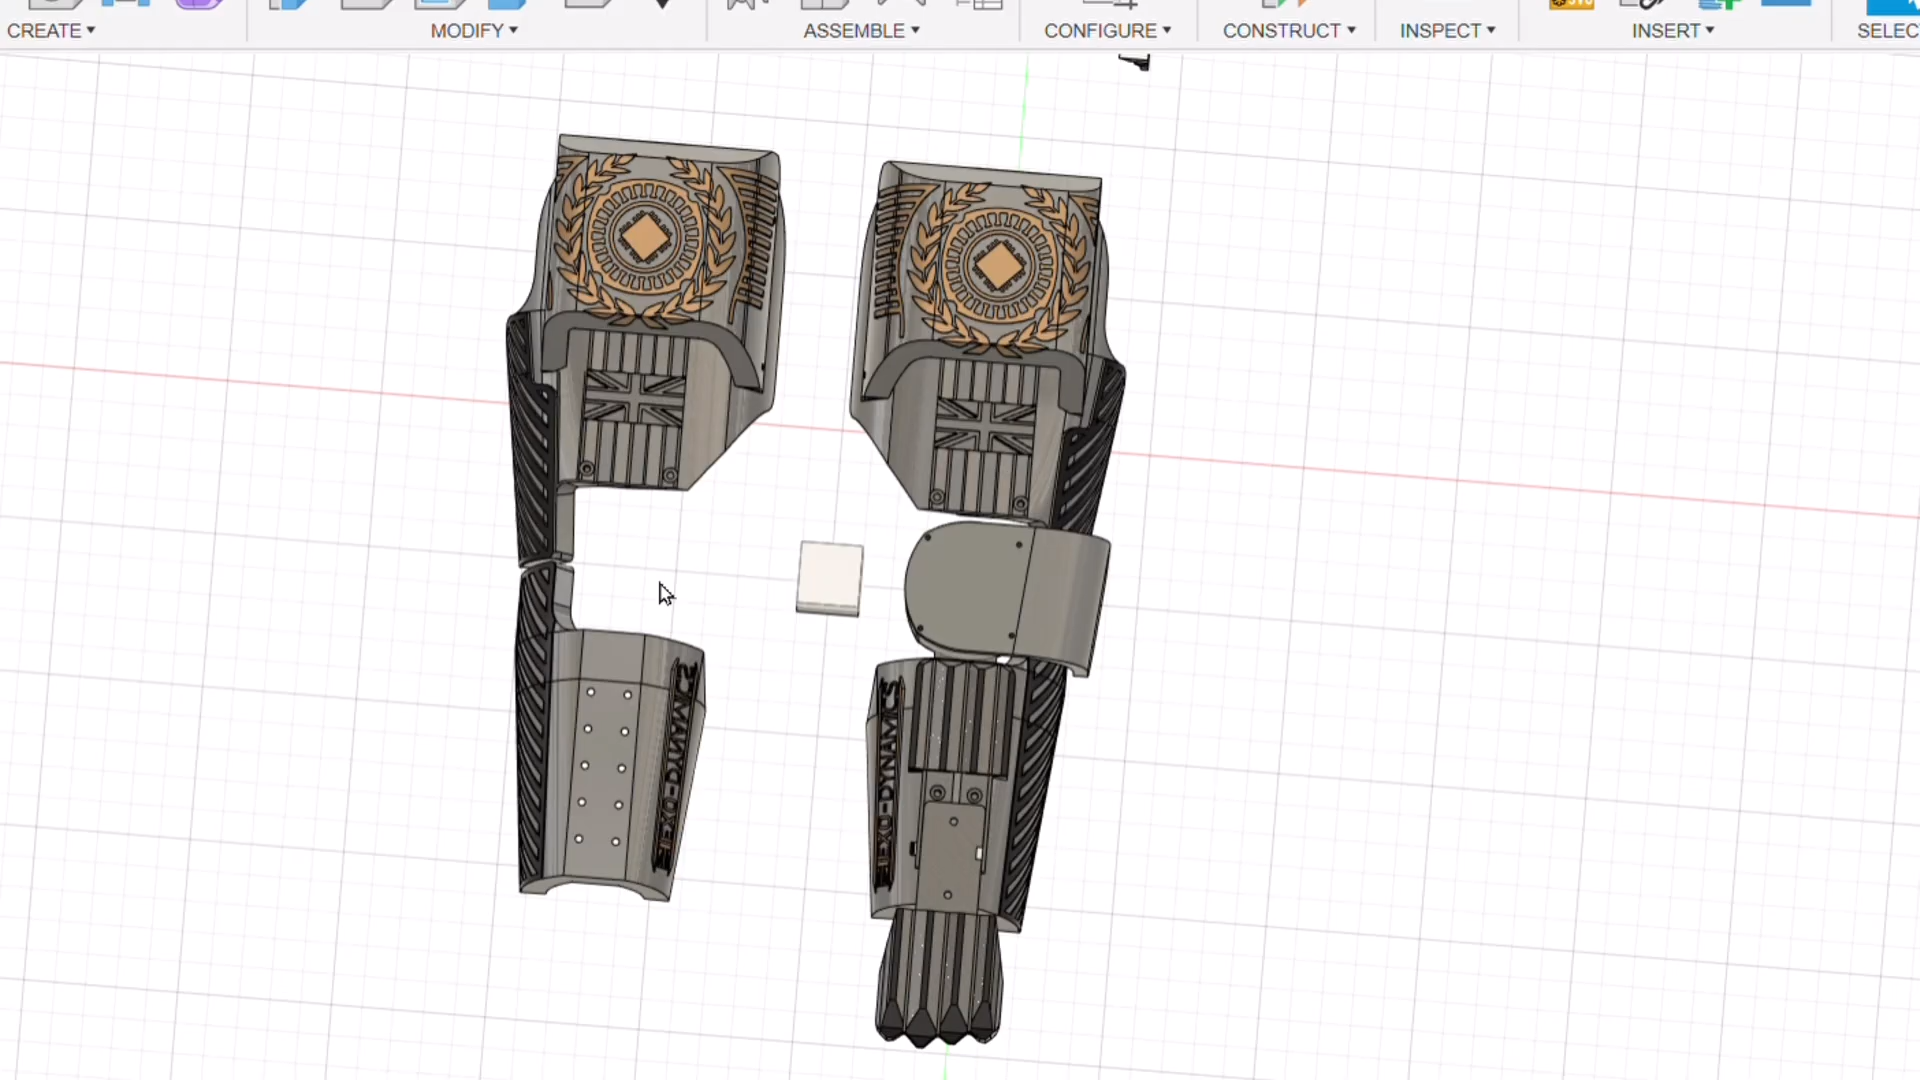 CREATE
MODIFY
ASSEMBLE
CONFIGURE
CONSTRUCT
INSPECT
INSERT
SELEC
EXO-DYNAMICS
EXO-DYNAMICS